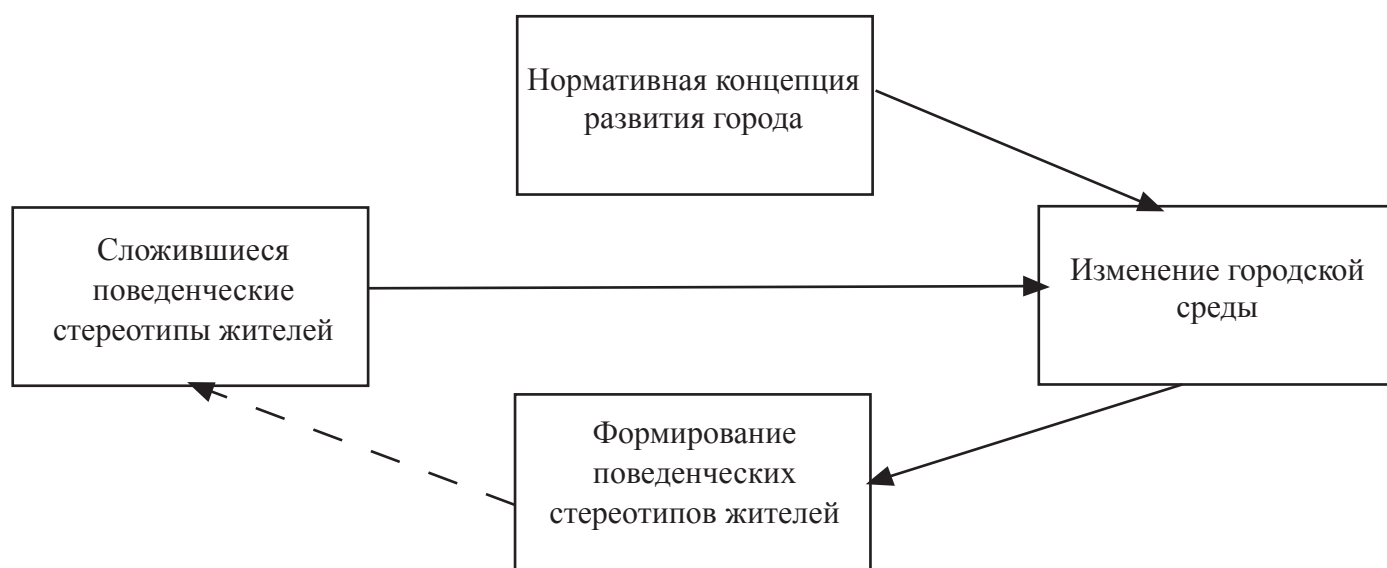 Нормативная концепция
развития города
Сложившиеся
поведенческие
стереотипы жителей
Изменение городской
среды
Формирование
поведенческих
стереотипов жителей